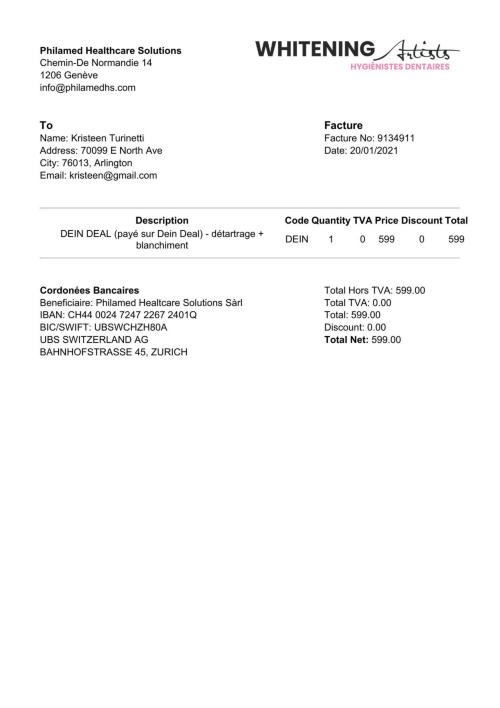 Philamed Healthcare Solutions
Chemin-De Normandie 14
1206 Genève
info@philamedhs.com
WHITENING Artists
HYGIÉNISTES DENTAIRES
To
Name: Kristeen Turinetti
Address: 70099 E North Ave
City: 76013, Arlington
Email: kristeen@gmail.com
Facture
Facture No: 9134911
Date: 20/01/2021
Description Code Quantity TVA Price Discount Total
DEIN DEAL (payé sur Dein Deal) - détartrage + blanchiment DEIN 1 0 599 0 599
Cordonées Bancaires
Beneficiaire: Philamed Healtcare Solutions Sàrl
IBAN: CH44 0024 7247 2267 2401Q
BIC/SWIFT: UBSWCHZH80A
UBS SWITZERLAND AG
BAHNHOFSTRASSE 45, ZURICH
Total Hors TVA: 599.00
Total TVA: 0.00
Total: 599.00
Discount: 0.00
Total Net: 599.00